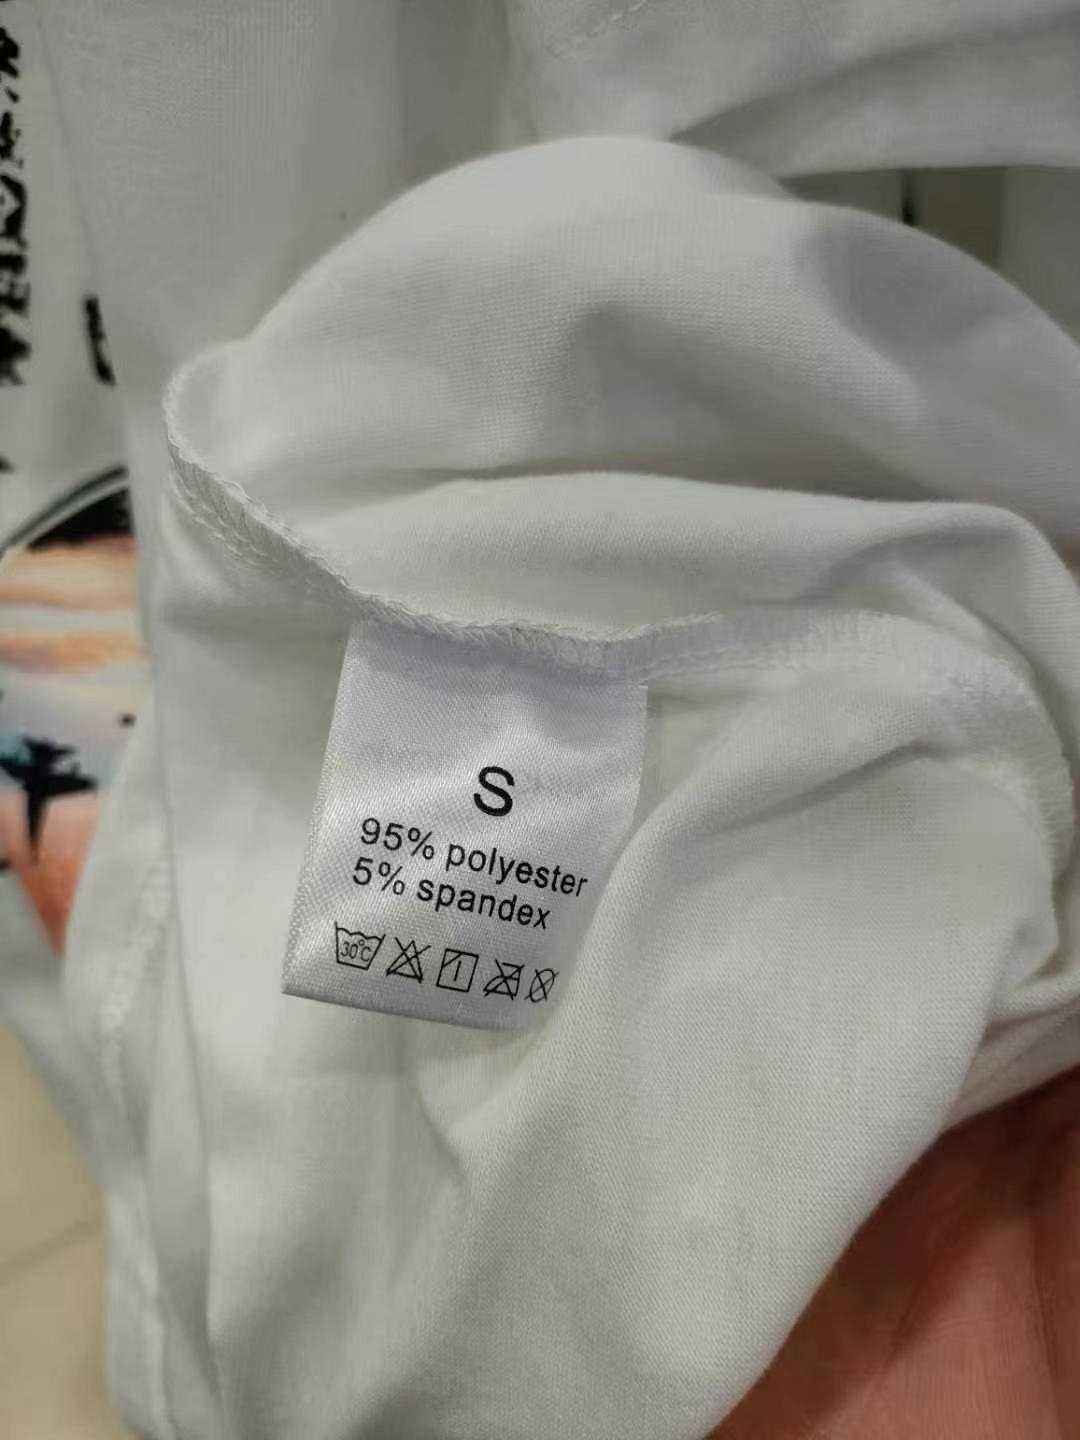 S
95% polyester
5% spandex
30°C